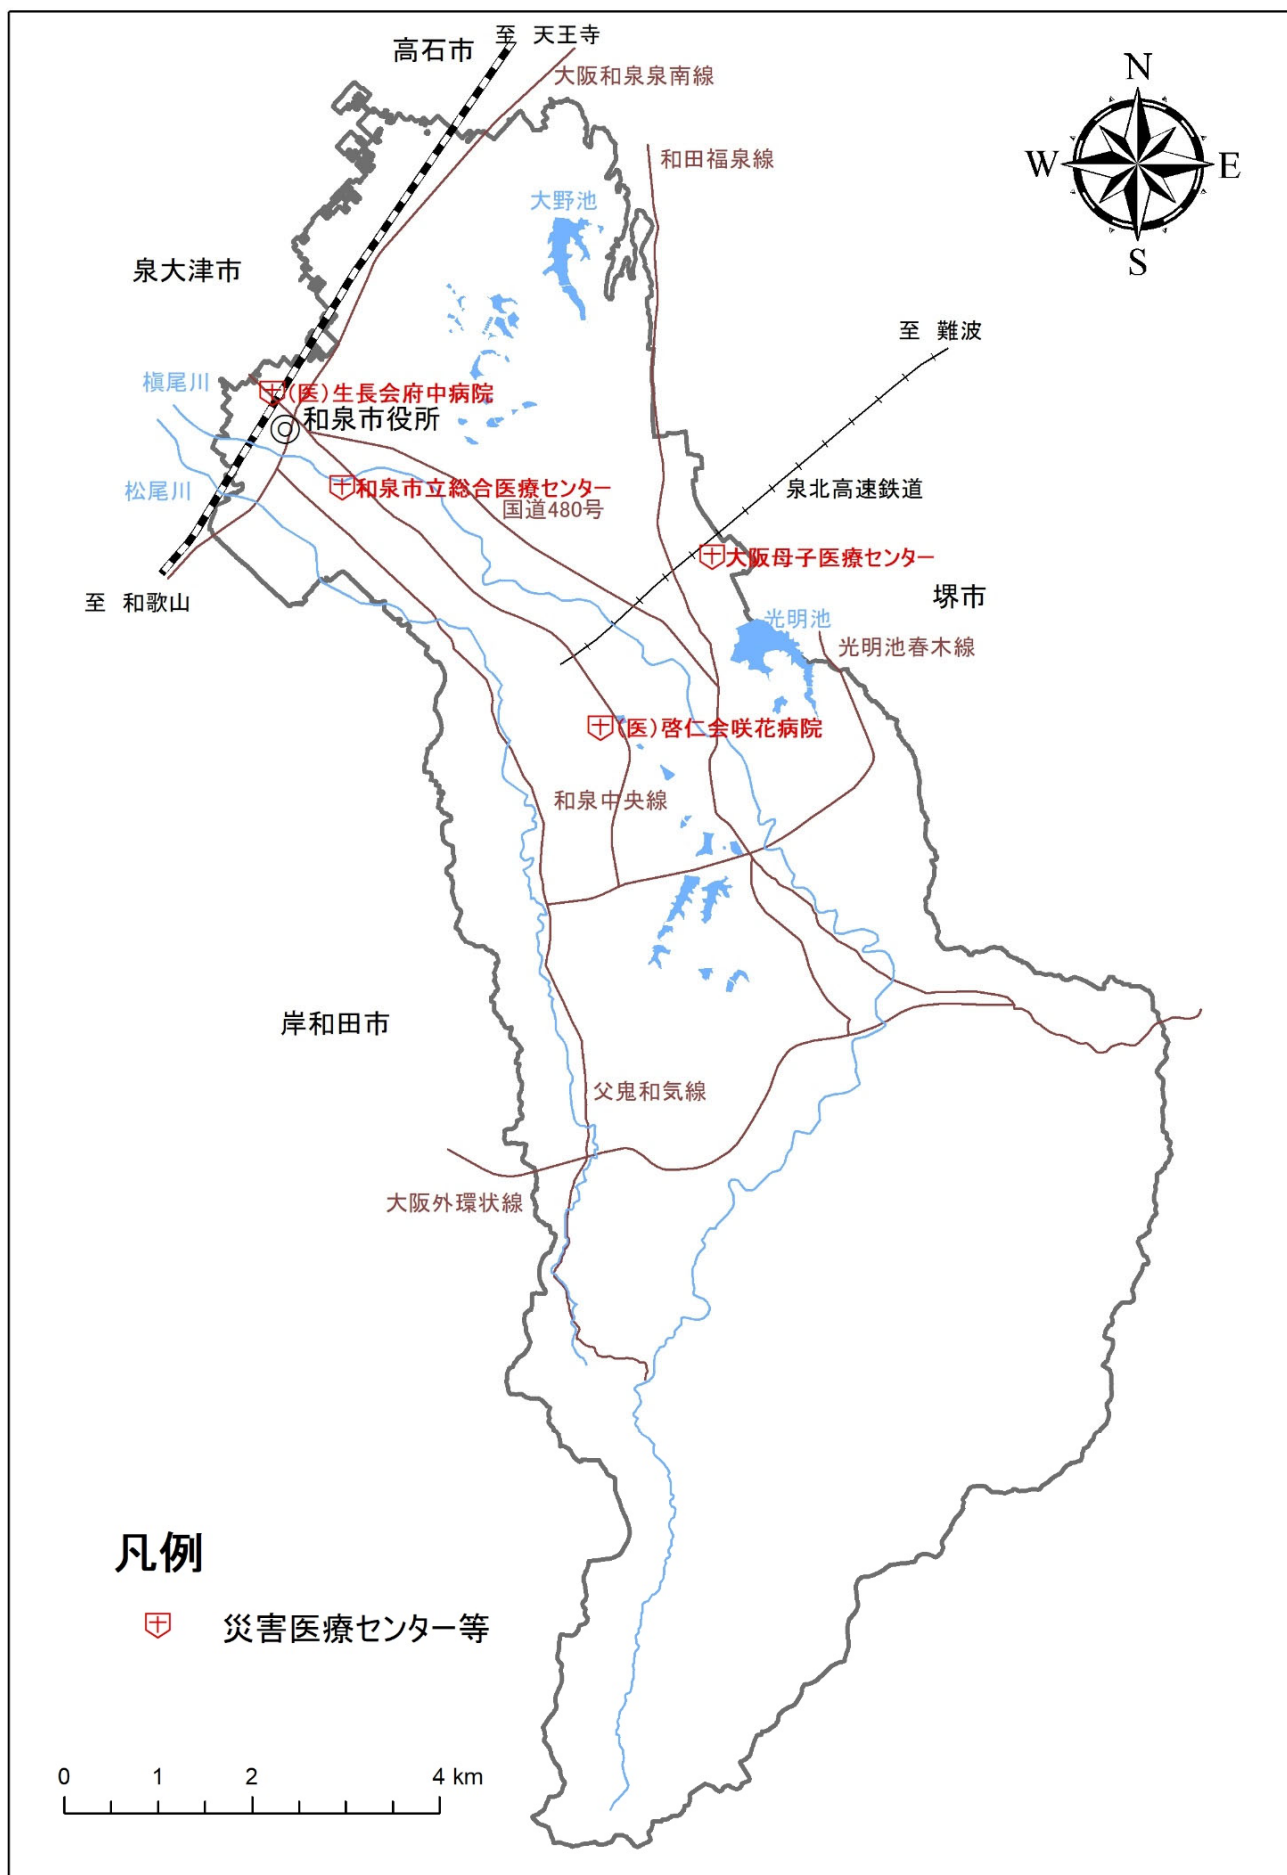 至 天王寺
高石市
大阪和泉泉南線
N
和田福泉線
W
E
大野池
S
泉大津市
至 難波
槇尾川
(医)生長会府中病院
和泉市役所
松尾川
和泉市立総合医療センター
泉北高速鉄道
国道480号
大阪母子医療センター
至 和歌山
堺市
光明池
光明池春木線
(医)啓仁会咲花病院
和泉中央線
岸和田市
父鬼和気線
大阪外環状線
凡例
災害医療センター等
0 1 2 4 km